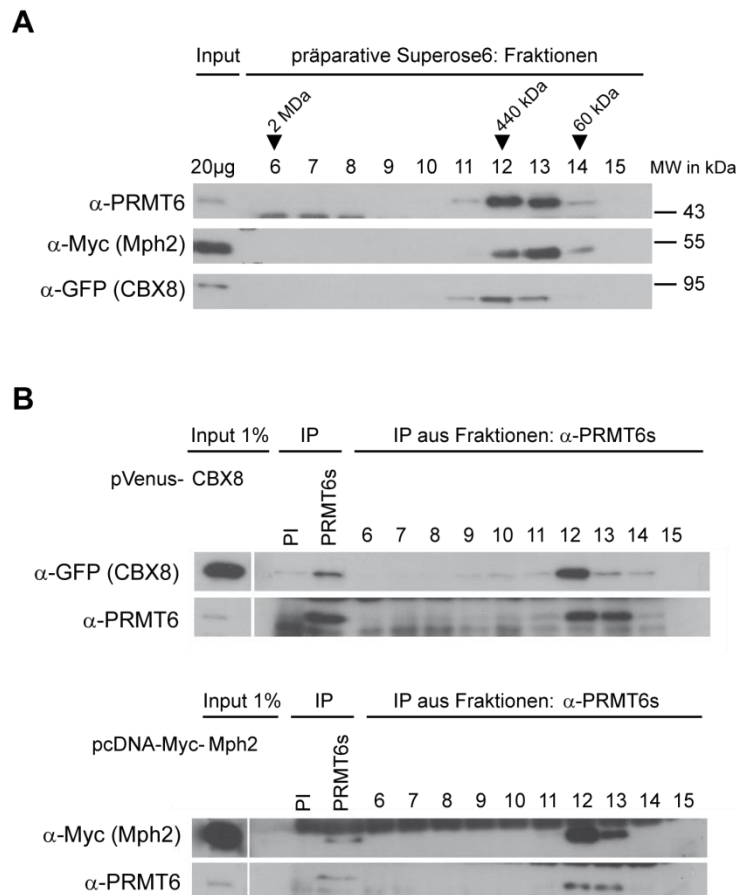 A
Input präparative Superose6: Fraktionen
2 MDa 440 kDa 60 kDa
20µg 6 7 8 9 10 11 12 13 14 15 MW in kDa
α-PRMT6 43
α-Myc (Mph2) 55
α-GFP (CBX8) 95
B
Input 1% IP IP aus Fraktionen: α-PRMT6s
pVenus- CBX8
PI PRMT6s 6 7 8 9 10 11 12 13 14 15
α-GFP (CBX8)
α-PRMT6
Input 1% IP IP aus Fraktionen: α-PRMT6s
pcDNA-Myc- Mph2
PI PRMT6s 6 7 8 9 10 11 12 13 14 15
α-Myc (Mph2)
α-PRMT6